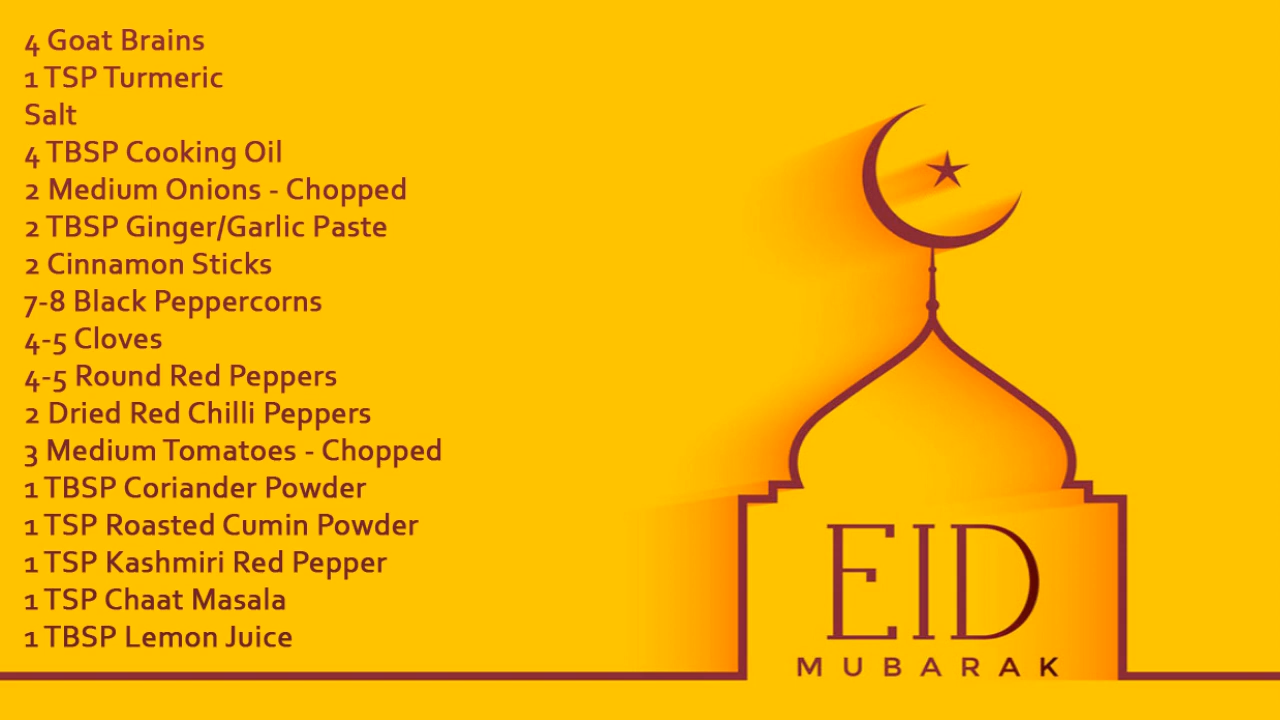 4 Goat Brains
1 TSP Turmeric
Salt
4 TBSP Cooking Oil
2 Medium Onions - Chopped
2 TBSP Ginger/Garlic Paste
2 Cinnamon Sticks
7-8 Black Peppercorns
4-5 Cloves
4-5 Round Red Peppers
2 Dried Red Chilli Peppers
3 Medium Tomatoes - Chopped
1 TBSP Coriander Powder
1 TSP Roasted Cumin Powder
1 TSP Kashmiri Red Pepper
1 TSP Chaat Masala
1 TBSP Lemon Juice
EID
MUBARAK